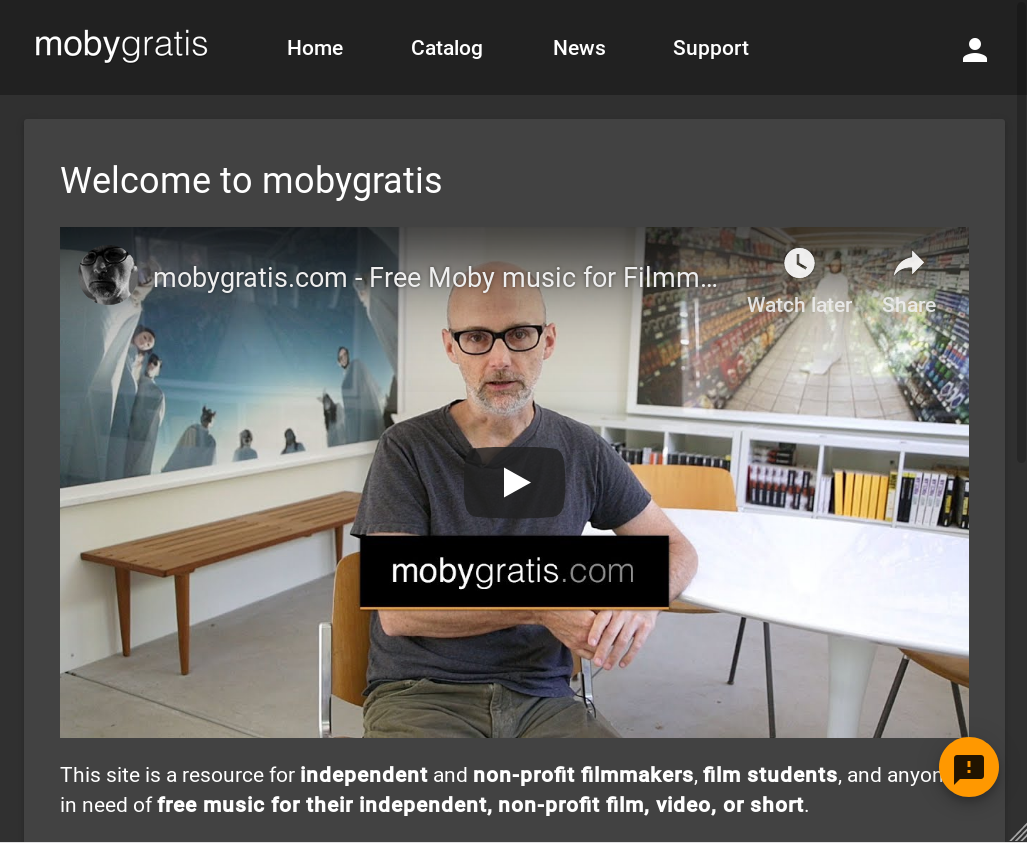 mobygratis
Home
Catalog
News
Support
Welcome to mobygratis
mobygratis.com - Free Moby music for Filmm...
Watch later
Share
mobygratis.com
This site is a resource for independent and non-profit filmmakers, film students, and anyon
in need of free music for their independent, non-profit film, video, or short.